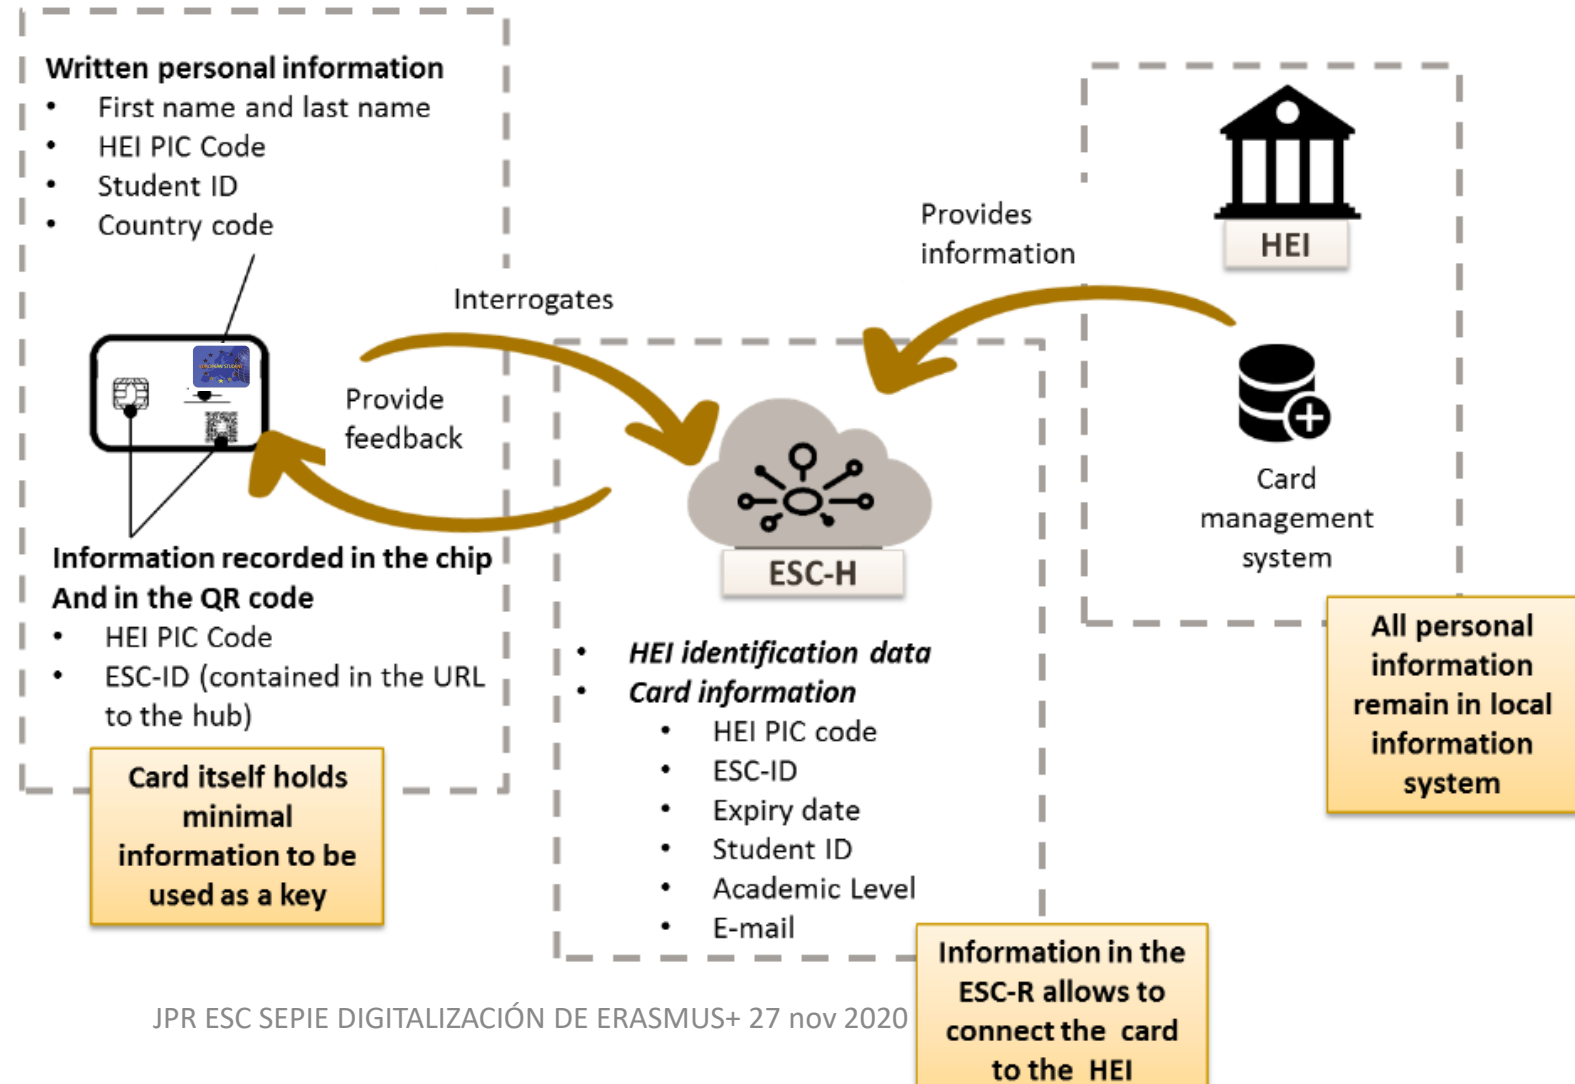 Written personal information
• First name and last name
• HEI PIC Code
• Student ID
• Country code
Interrogates
Provide
feedback
Information recorded in the chip
And in the QR code
• HEI PIC Code
• ESC-ID (contained in the URL
to the hub)
Card itself holds
minimal
information to be
used as a key
ESC-H
• HEI identification data
• Card information
• HEI PIC code
• ESC-ID
• Expiry date
• Student ID
• Academic Level
• E-mail
Information in the
ESC-R allows to
connect the card
to the HEI
Provides
information
HEI
Card
management
system
All personal
information
remain in local
information
system
JPR ESC SEPIE DIGITALIZACIÓN DE ERASMUS+ 27 nov 2020